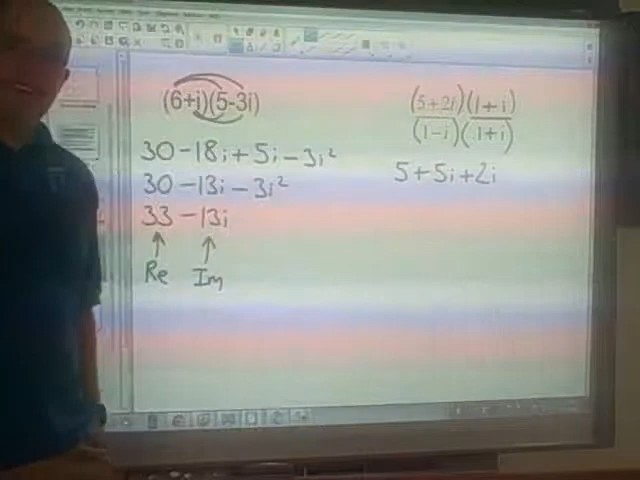 (6+i)(5-3i)
30 - 18i + 5i - 3i²
30 - 13i - 3i²
33 - 13i
↑ ↑
Re Im
(5+2i)(1+i)
(1-i)(1+i)
5 + 5i + 2i